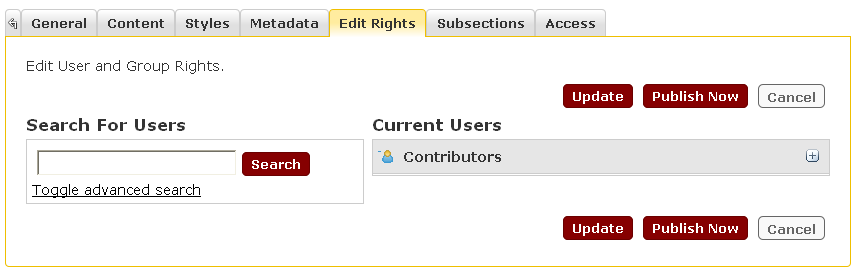 General Content Styles Metadata Edit Rights Subsections Access
Edit User and Group Rights.
Update Publish Now Cancel
Search For Users
Search
Toggle advanced search
Current Users
Contributors
Update Publish Now Cancel